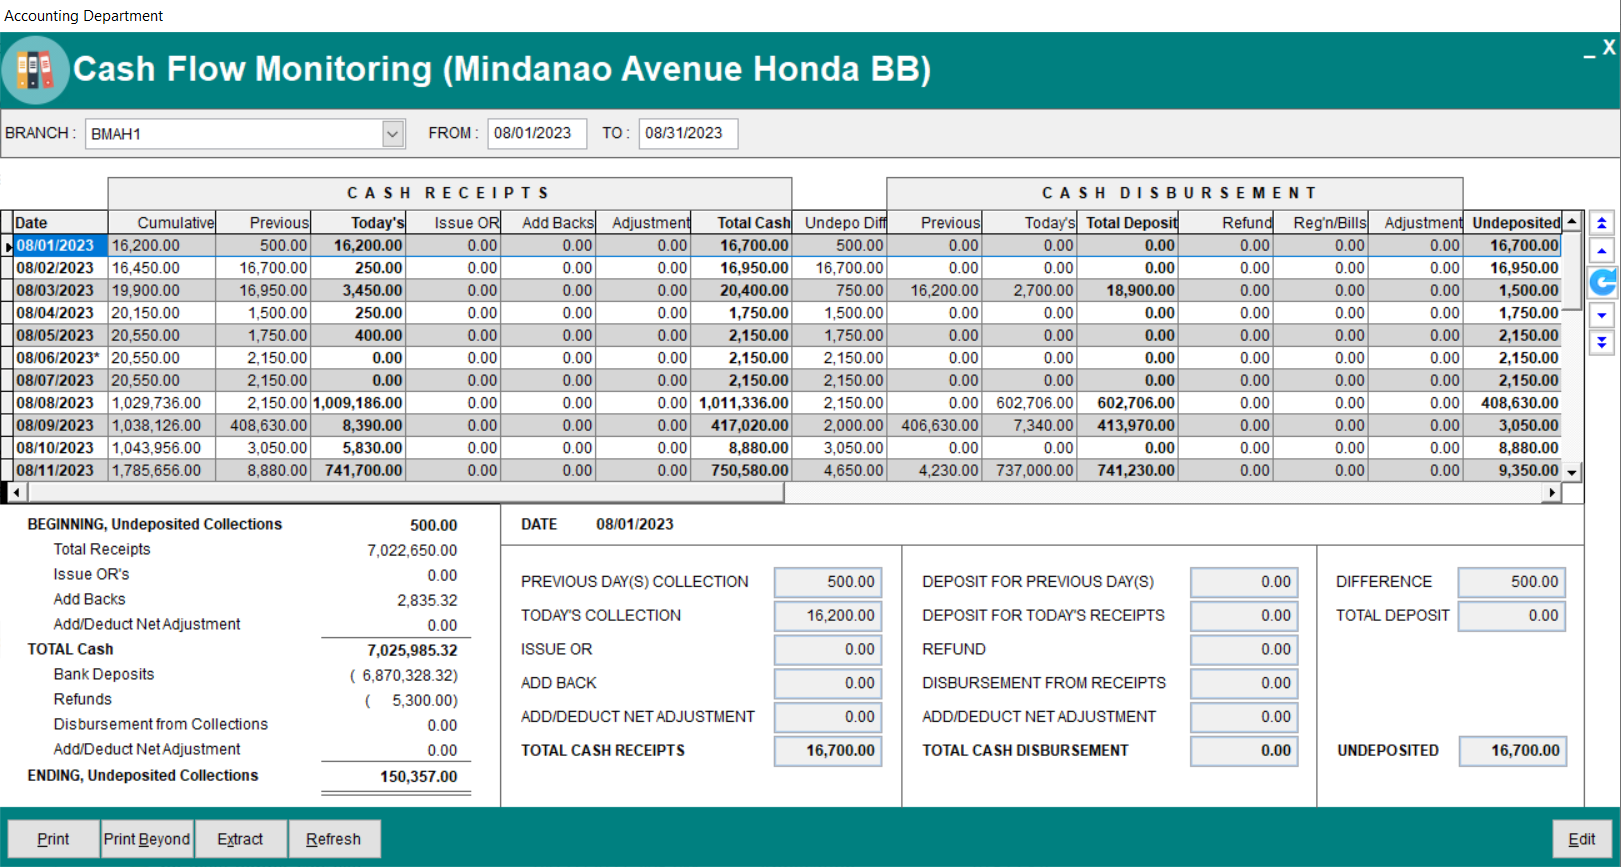 Accounting Department
Cash Flow Monitoring (Mindanao Avenue Honda BB)
_ X
BRANCH : BMAH1 FROM : 08/01/2023 TO : 08/31/2023
CASH RECEIPTS CASH DISBURSEMENT
Date Cumulative Previous Today's Issue OR Add Backs Adjustment Total Cash Undepo Diff Previous Today's Total Deposit Refund Reg'n/Bills Adjustment Undeposited
08/01/2023 16,200.00 500.00 16,200.00 0.00 0.00 0.00 16,700.00 500.00 0.00 0.00 0.00 0.00 0.00 0.00 16,700.00
08/02/2023 16,450.00 16,700.00 250.00 0.00 0.00 0.00 16,950.00 16,700.00 0.00 0.00 0.00 0.00 0.00 0.00 16,950.00
08/03/2023 19,900.00 16,950.00 3,450.00 0.00 0.00 0.00 20,400.00 750.00 16,200.00 2,700.00 18,900.00 0.00 0.00 0.00 1,500.00
08/04/2023 20,150.00 1,500.00 250.00 0.00 0.00 0.00 1,750.00 1,500.00 0.00 0.00 0.00 0.00 0.00 0.00 1,750.00
08/05/2023 20,550.00 1,750.00 400.00 0.00 0.00 0.00 2,150.00 1,750.00 0.00 0.00 0.00 0.00 0.00 0.00 2,150.00
08/06/2023* 20,550.00 2,150.00 0.00 0.00 0.00 0.00 2,150.00 2,150.00 0.00 0.00 0.00 0.00 0.00 0.00 2,150.00
08/07/2023 20,550.00 2,150.00 0.00 0.00 0.00 0.00 2,150.00 2,150.00 0.00 0.00 0.00 0.00 0.00 0.00 2,150.00
08/08/2023 1,029,736.00 2,150.00 1,009,186.00 0.00 0.00 0.00 1,011,336.00 2,150.00 0.00 602,706.00 602,706.00 0.00 0.00 0.00 408,630.00
08/09/2023 1,038,126.00 408,630.00 8,390.00 0.00 0.00 0.00 417,020.00 2,000.00 406,630.00 7,340.00 413,970.00 0.00 0.00 0.00 3,050.00
08/10/2023 1,043,956.00 3,050.00 5,830.00 0.00 0.00 0.00 8,880.00 3,050.00 0.00 0.00 0.00 0.00 0.00 0.00 8,880.00
08/11/2023 1,785,656.00 8,880.00 741,700.00 0.00 0.00 0.00 750,580.00 4,650.00 4,230.00 737,000.00 741,230.00 0.00 0.00 0.00 9,350.00
BEGINNING, Undeposited Collections 500.00
Total Receipts 7,022,650.00
Issue OR's 0.00
Add Backs 2,835.32
Add/Deduct Net Adjustment 0.00
TOTAL Cash 7,025,985.32
Bank Deposits ( 6,870,328.32)
Refunds ( 5,300.00)
Disbursement from Collections 0.00
Add/Deduct Net Adjustment 0.00
ENDING, Undeposited Collections 150,357.00
DATE 08/01/2023
PREVIOUS DAY(S) COLLECTION 500.00
TODAY'S COLLECTION 16,200.00
ISSUE OR 0.00
ADD BACK 0.00
ADD/DEDUCT NET ADJUSTMENT 0.00
TOTAL CASH RECEIPTS 16,700.00
DEPOSIT FOR PREVIOUS DAY(S) 0.00
DEPOSIT FOR TODAY'S RECEIPTS 0.00
REFUND 0.00
DISBURSEMENT FROM RECEIPTS 0.00
ADD/DEDUCT NET ADJUSTMENT 0.00
TOTAL CASH DISBURSEMENT 0.00
DIFFERENCE 500.00
TOTAL DEPOSIT 0.00
UNDEPOSITED 16,700.00
Print Print Beyond Extract Refresh Edit